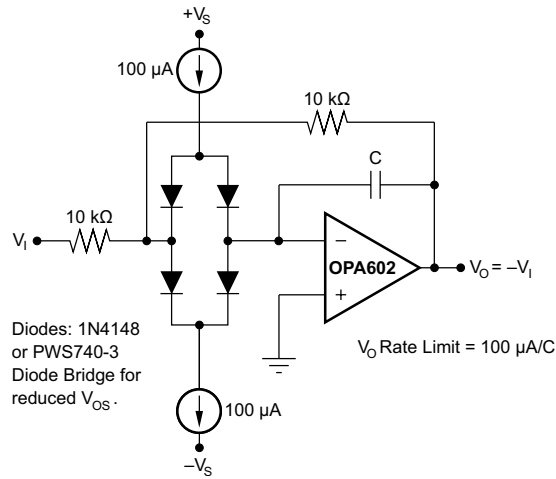 +VS
100 µA
10 kΩ
C
10 kΩ
VI
–
OPA602
+
VO = –VI
Diodes: 1N4148
or PWS740-3
Diode Bridge for
reduced VOS.
VO Rate Limit = 100 µA/C
100 µA
–VS